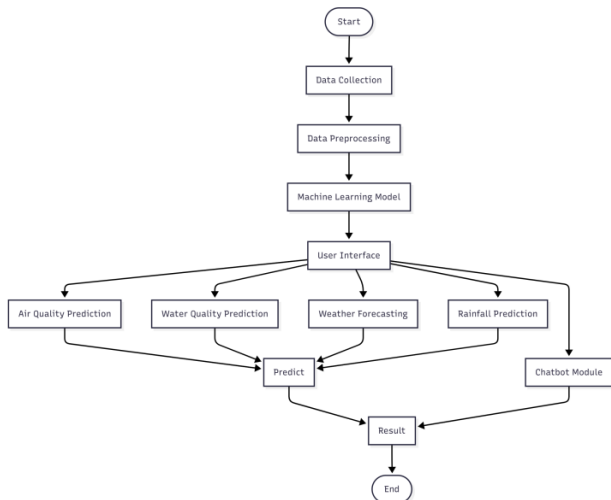 Start
Data Collection
Data Preprocessing
Machine Learning Model
User Interface
Air Quality Prediction
Water Quality Prediction
Weather Forecasting
Rainfall Prediction
Predict
Chatbot Module
Result
End